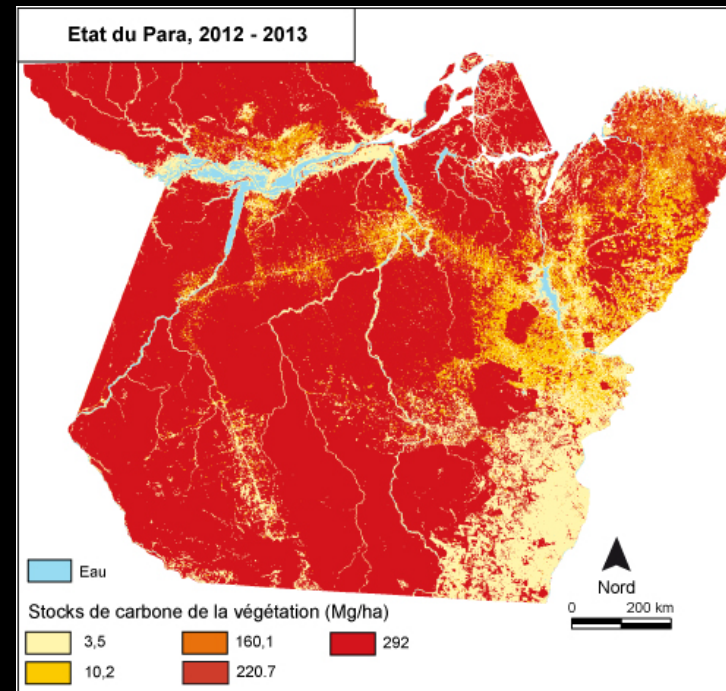 Etat du Para, 2012 - 2013
Eau
Nord
0 200 km
Stocks de carbone de la végétation (Mg/ha)
3,5 160,1 292
10,2 220.7